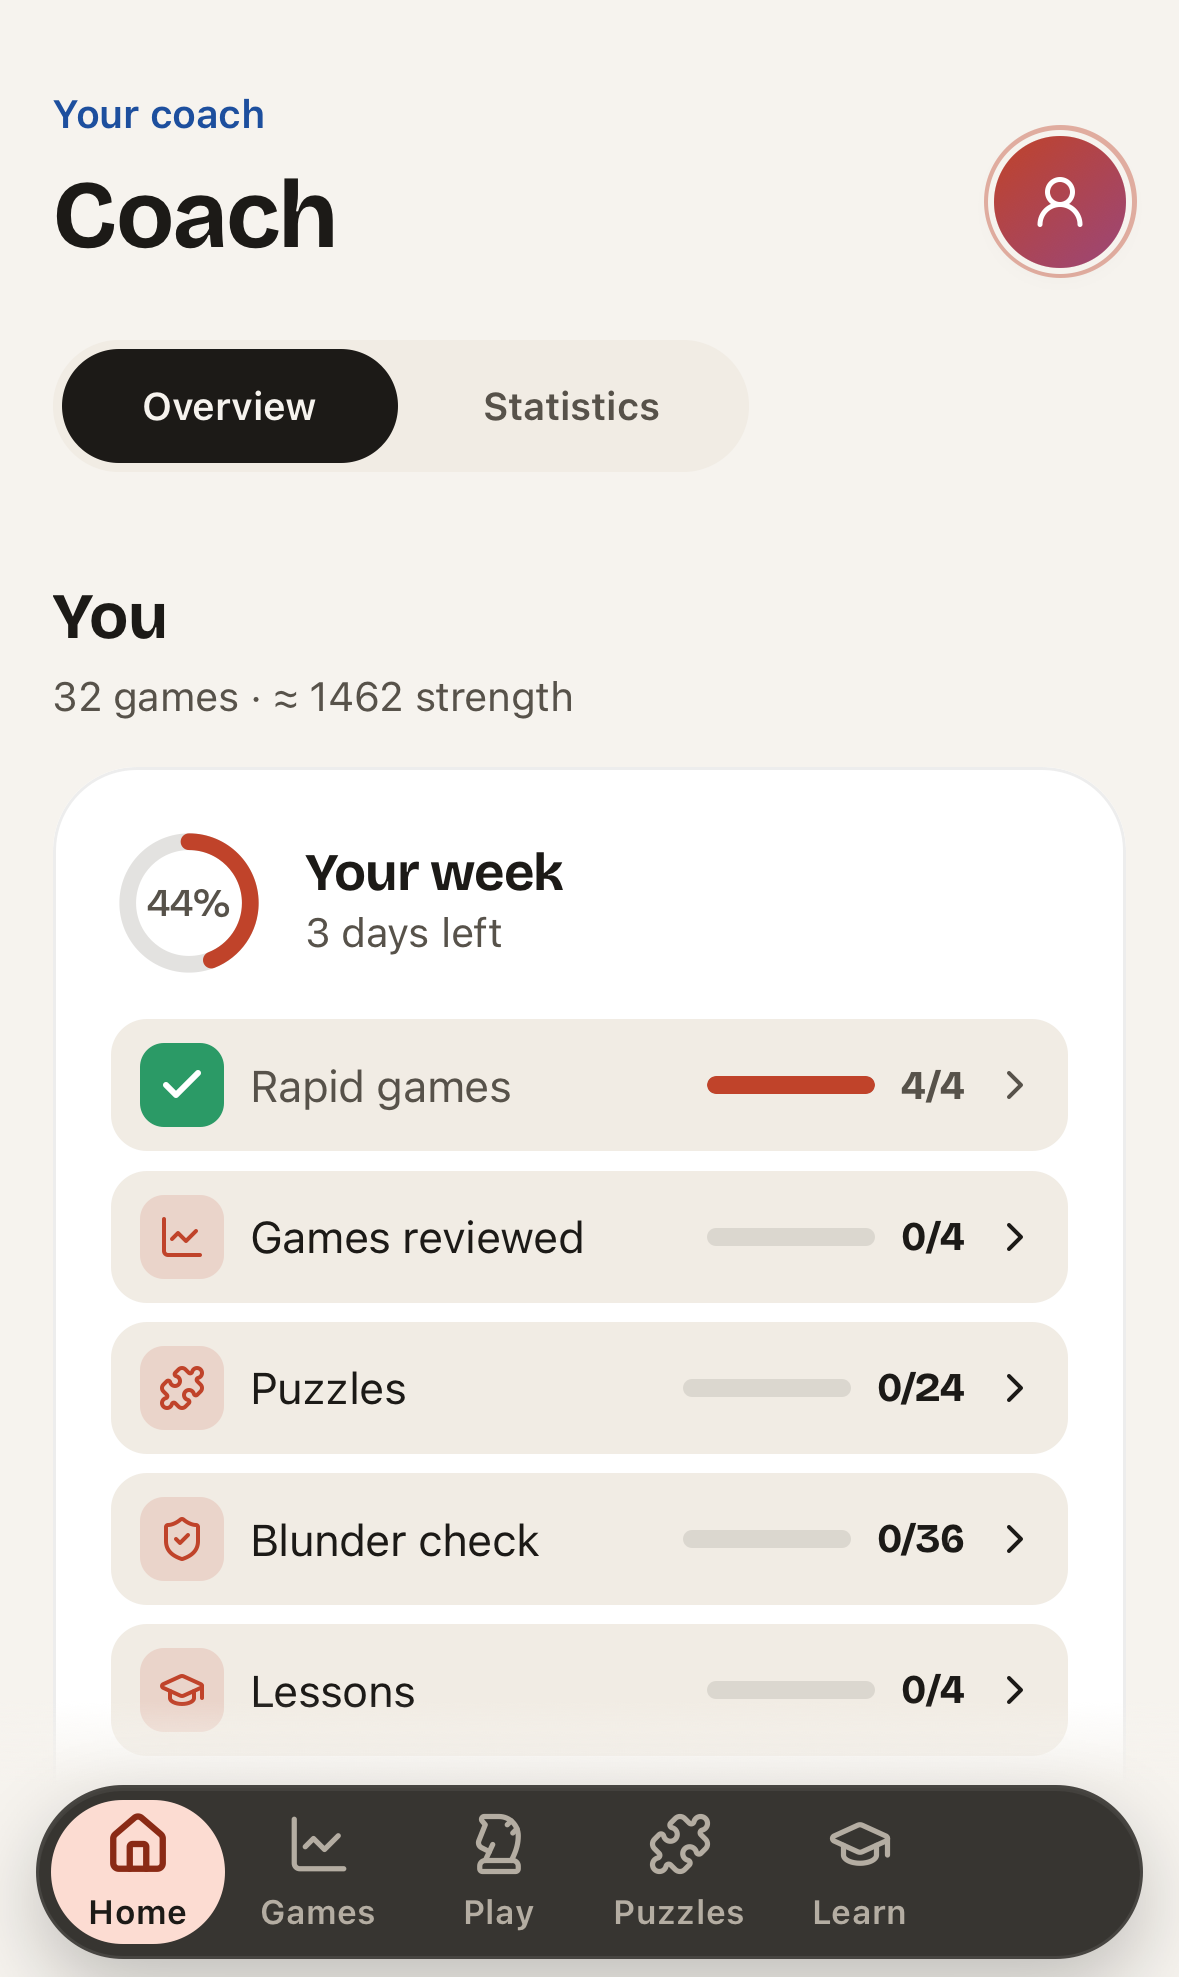 Your coach
Coach
Overview
Statistics
You
32 games · ≈ 1462 strength
44%
Your week
3 days left
Rapid games
4/4
Games reviewed
0/4
Puzzles
0/24
Blunder check
0/36
Lessons
0/4
Home
Games
Play
Puzzles
Learn